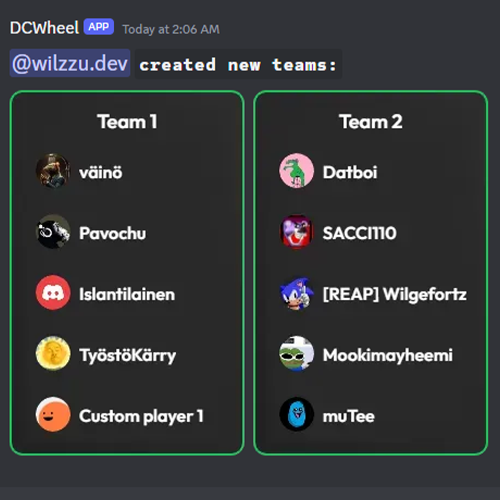 DCWheel APP Today at 2:06 AM
@wilzzu.dev created new teams:
Team 1
väinö
Pavochu
Islantilainen
TyöstöKärry
Custom player 1
Team 2
Datboi
SACCI110
[REAP] Wilgefortz
Mookimayheemi
muTee